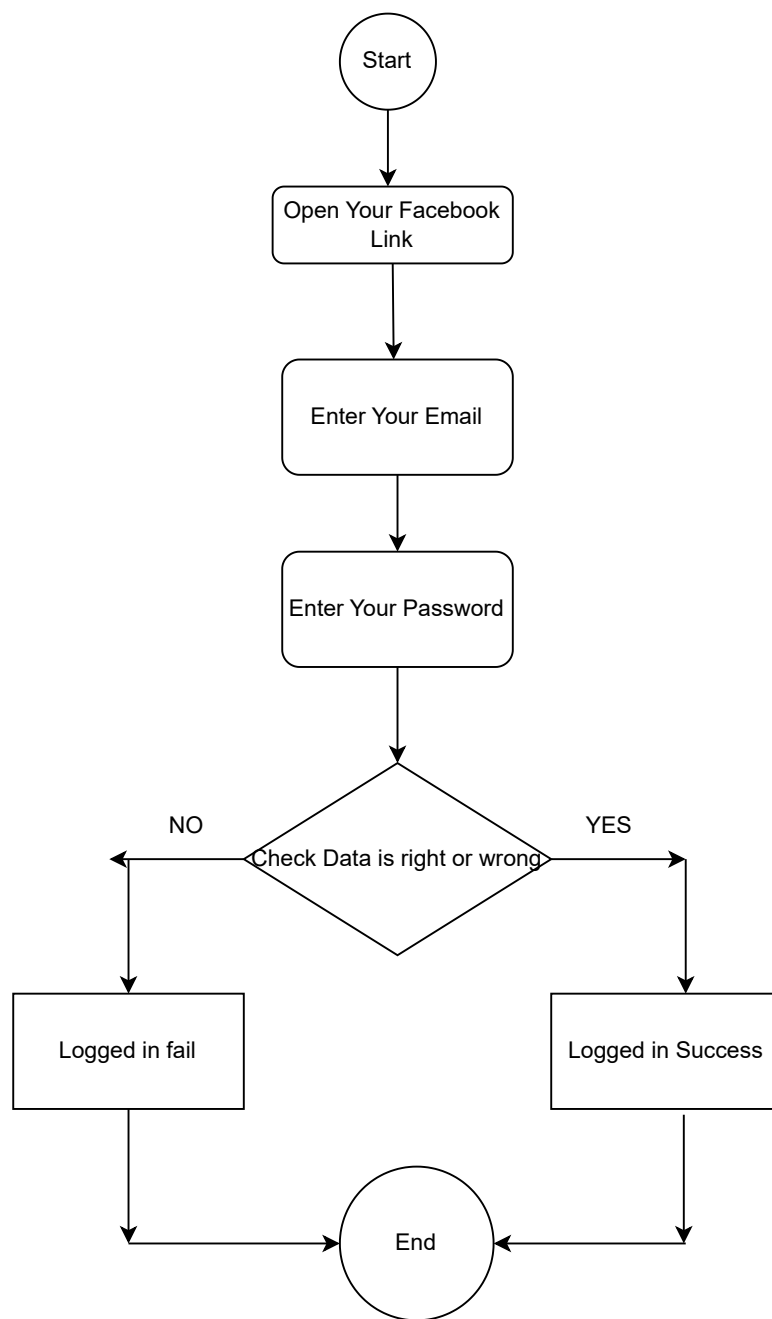 Start
Open Your Facebook
Link
Enter Your Email
Enter Your Password
NO
YES
Check Data is right or wrong
Logged in fail
Logged in Success
End